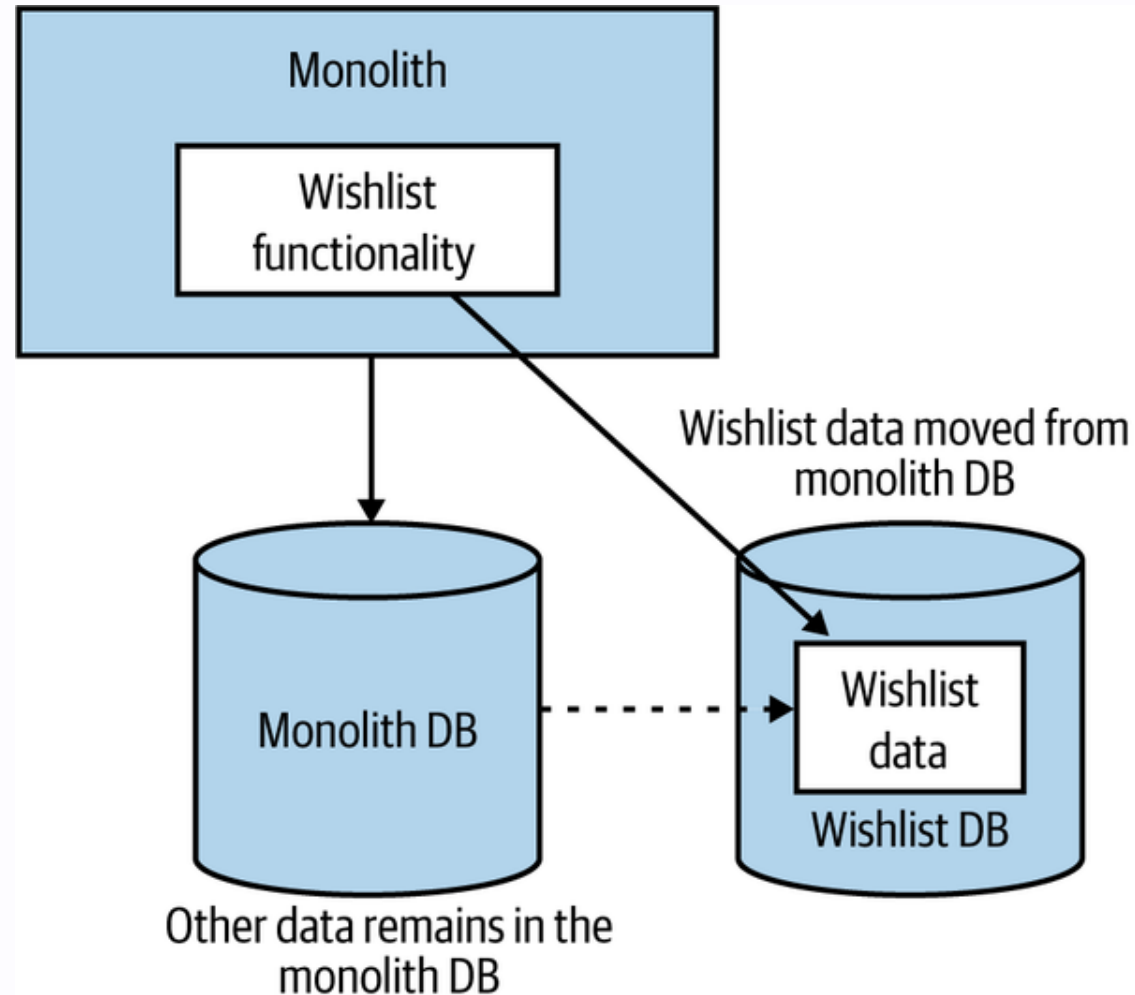 Monolith
Wishlist
functionality
Wishlist data moved from
monolith DB
Monolith DB
Wishlist
data
Wishlist DB
Other data remains in the
monolith DB